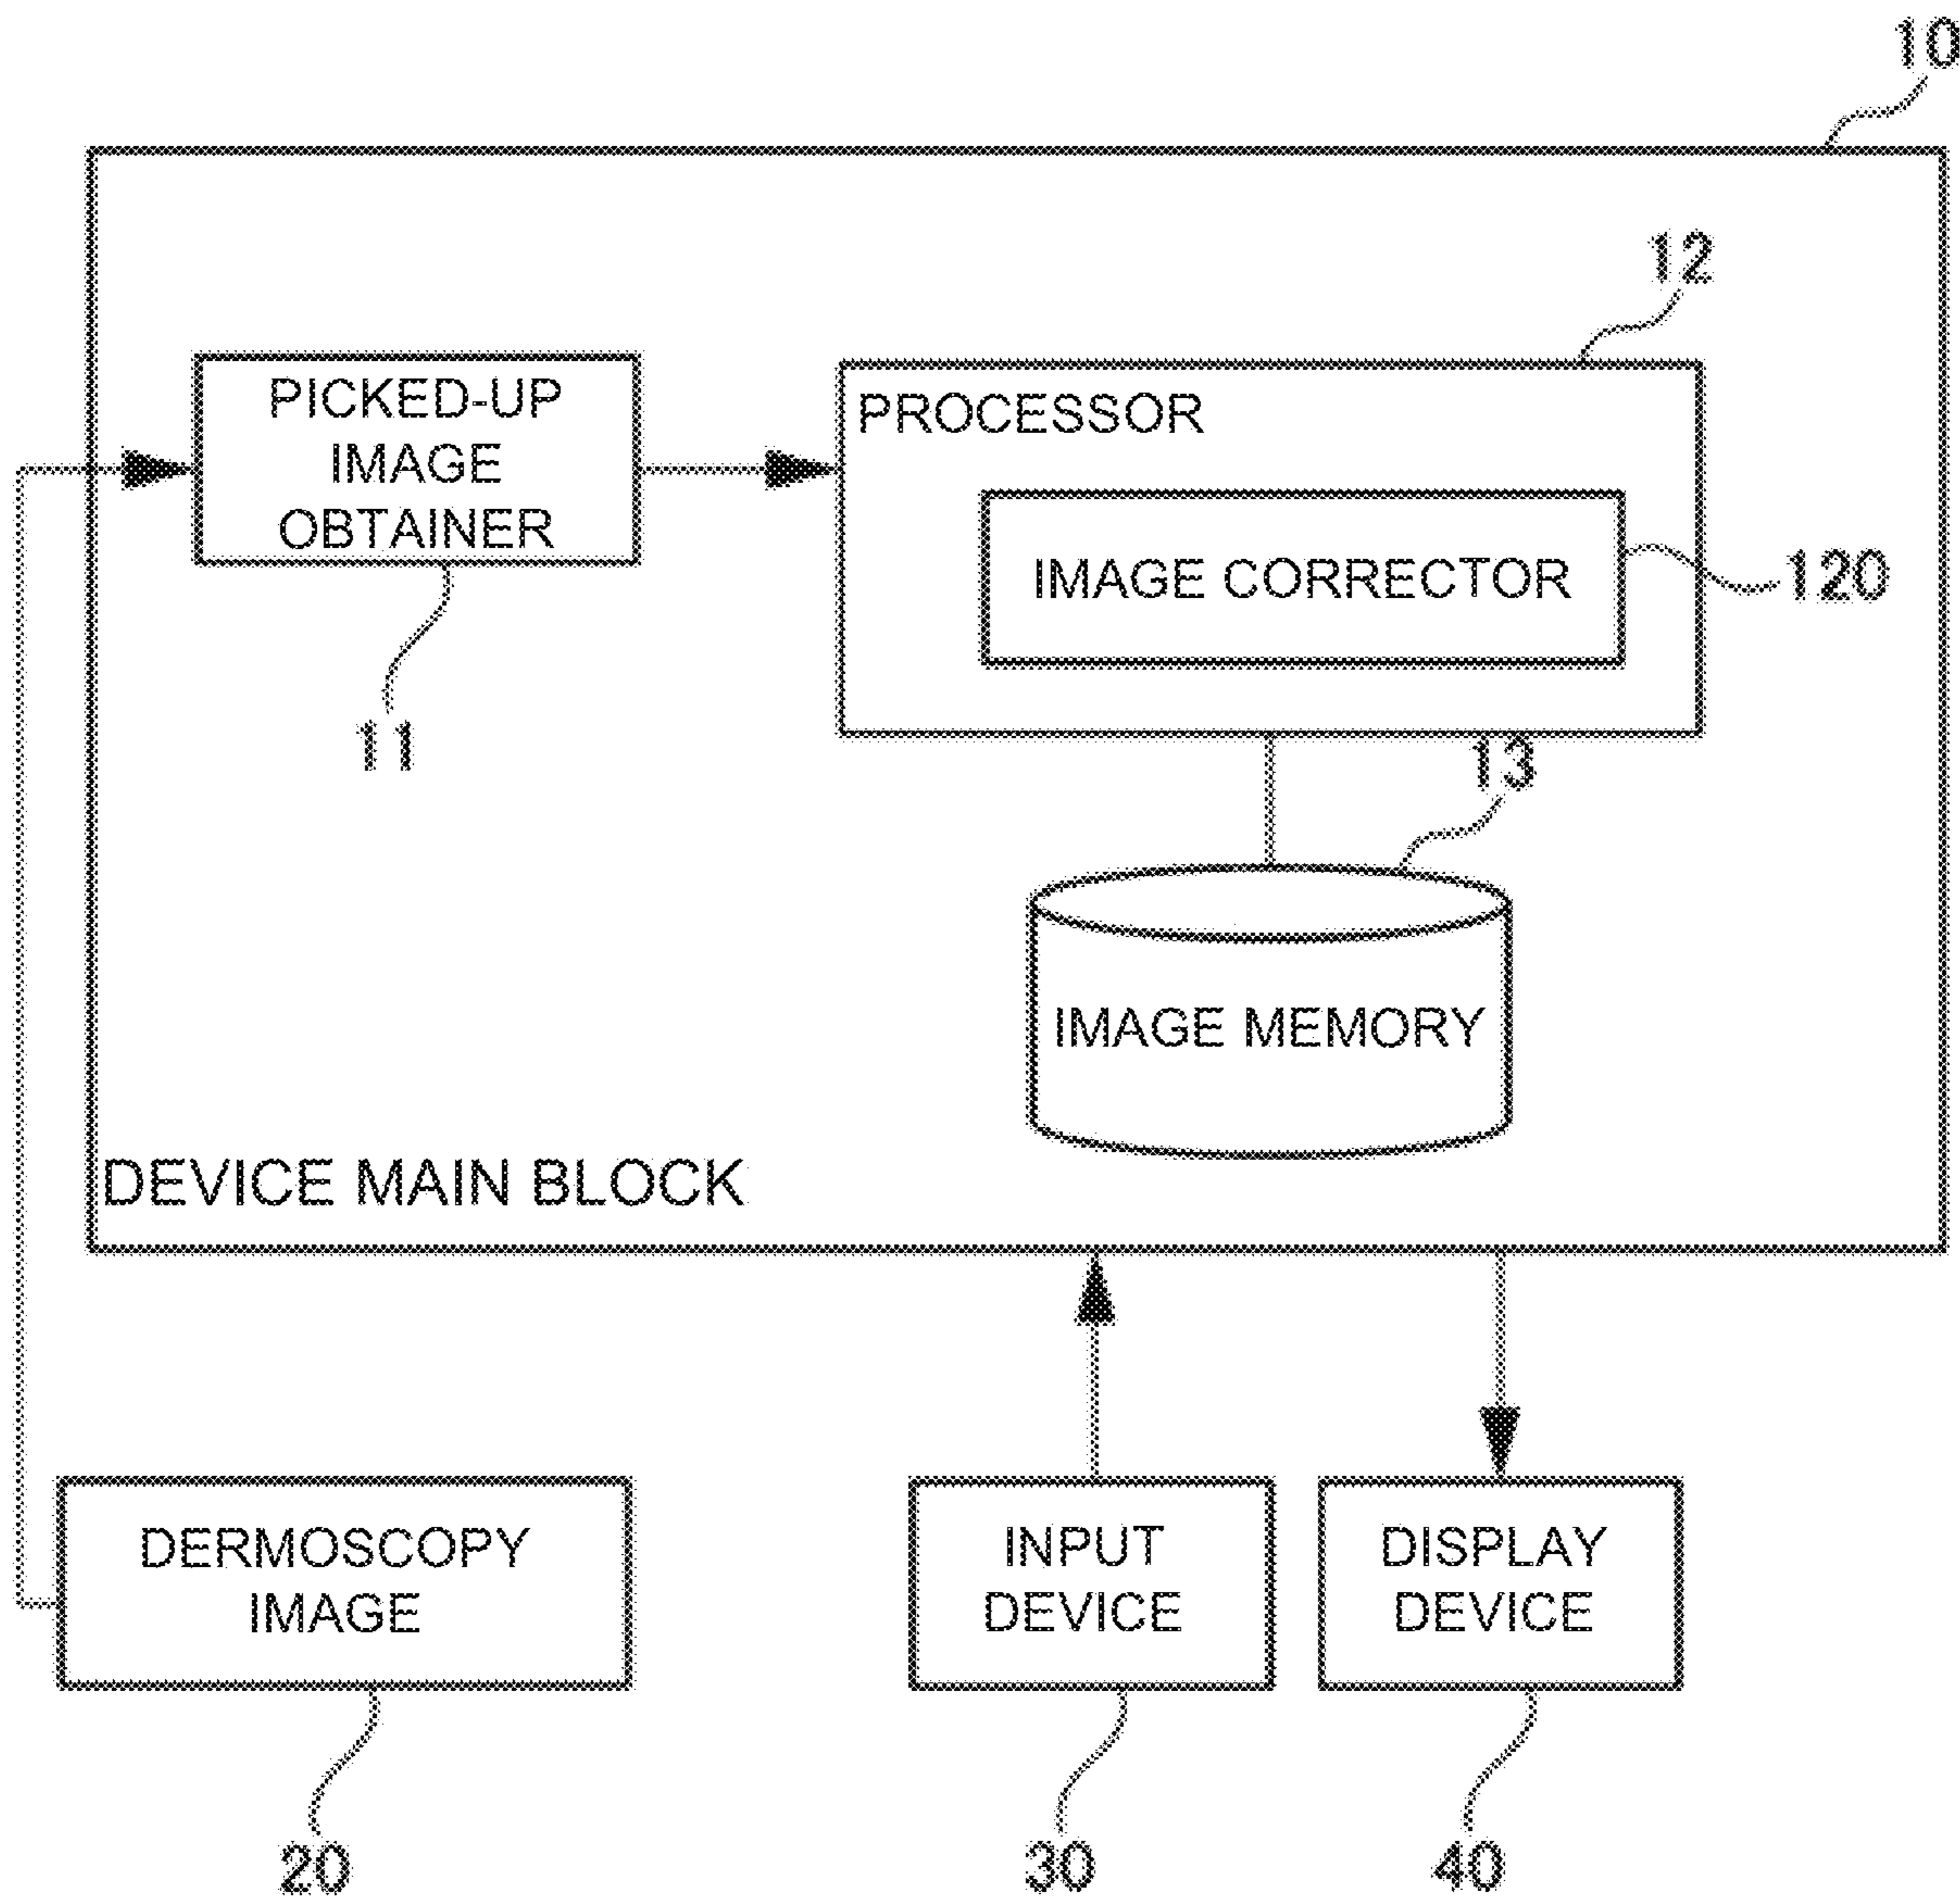 10
12
PICKED-UP
IMAGE
OBTAINER
PROCESSOR
IMAGE CORRECTOR
120
11
13
IMAGE MEMORY
DEVICE MAIN BLOCK
DERMOSCOPY
IMAGE
INPUT
DEVICE
DISPLAY
DEVICE
20
30
40